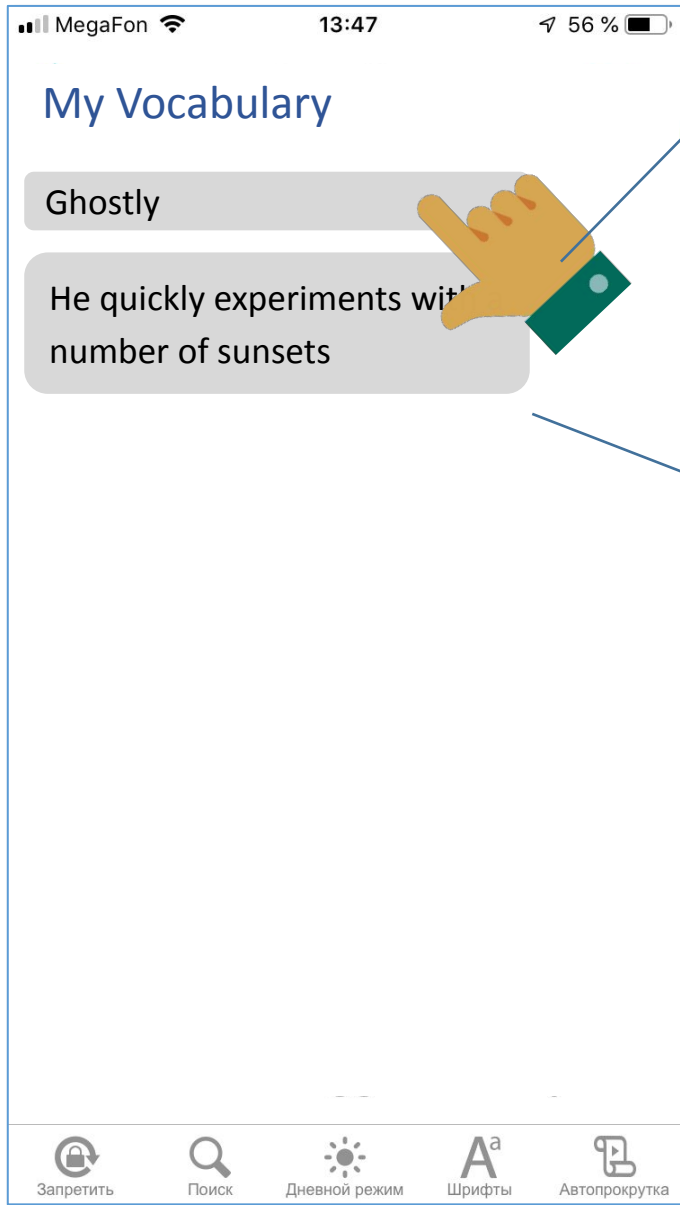 MegaFon 13:47 56 %
My Vocabulary
Ghostly
He quickly experiments with a
number of sunsets
Запретить Поиск Дневной режим Шрифты Автопрокрутка